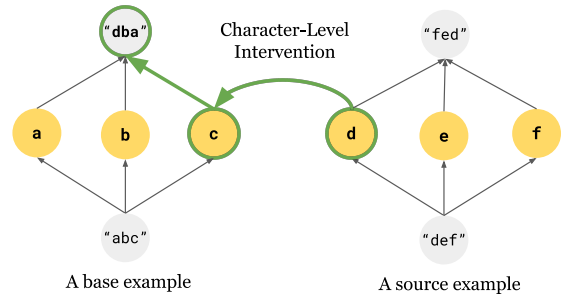 “dba”
Character-Level
Intervention
“fed”
a
b
c
d
e
f
“abc”
“def”
A base example
A source example